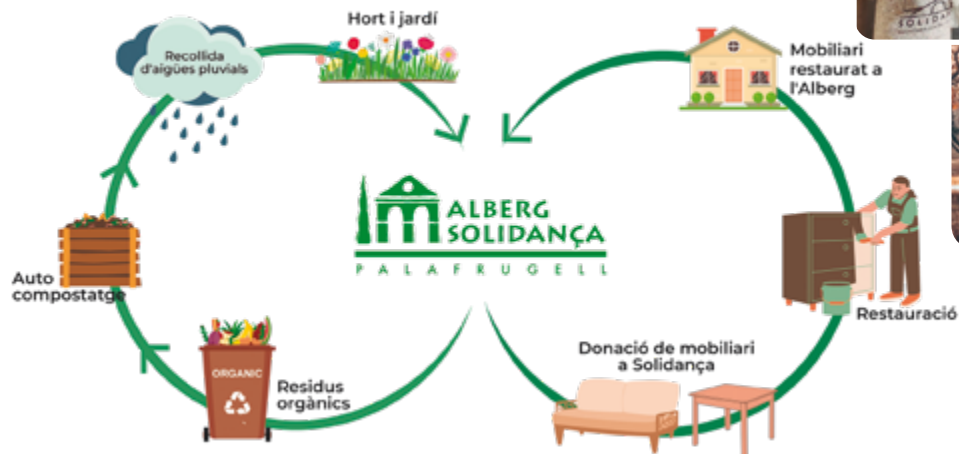 Hort i jardí
Recollida
d'aigües pluvials
Mobiliari
restaurat a
l'Alberg
SOLIDAN
ALBERG
SOLIDANÇA
PALAFRUGELL
Auto
compostatge
Restauració
Donació de mobiliari
a Solidança
ORGANIC
Residus
orgànics